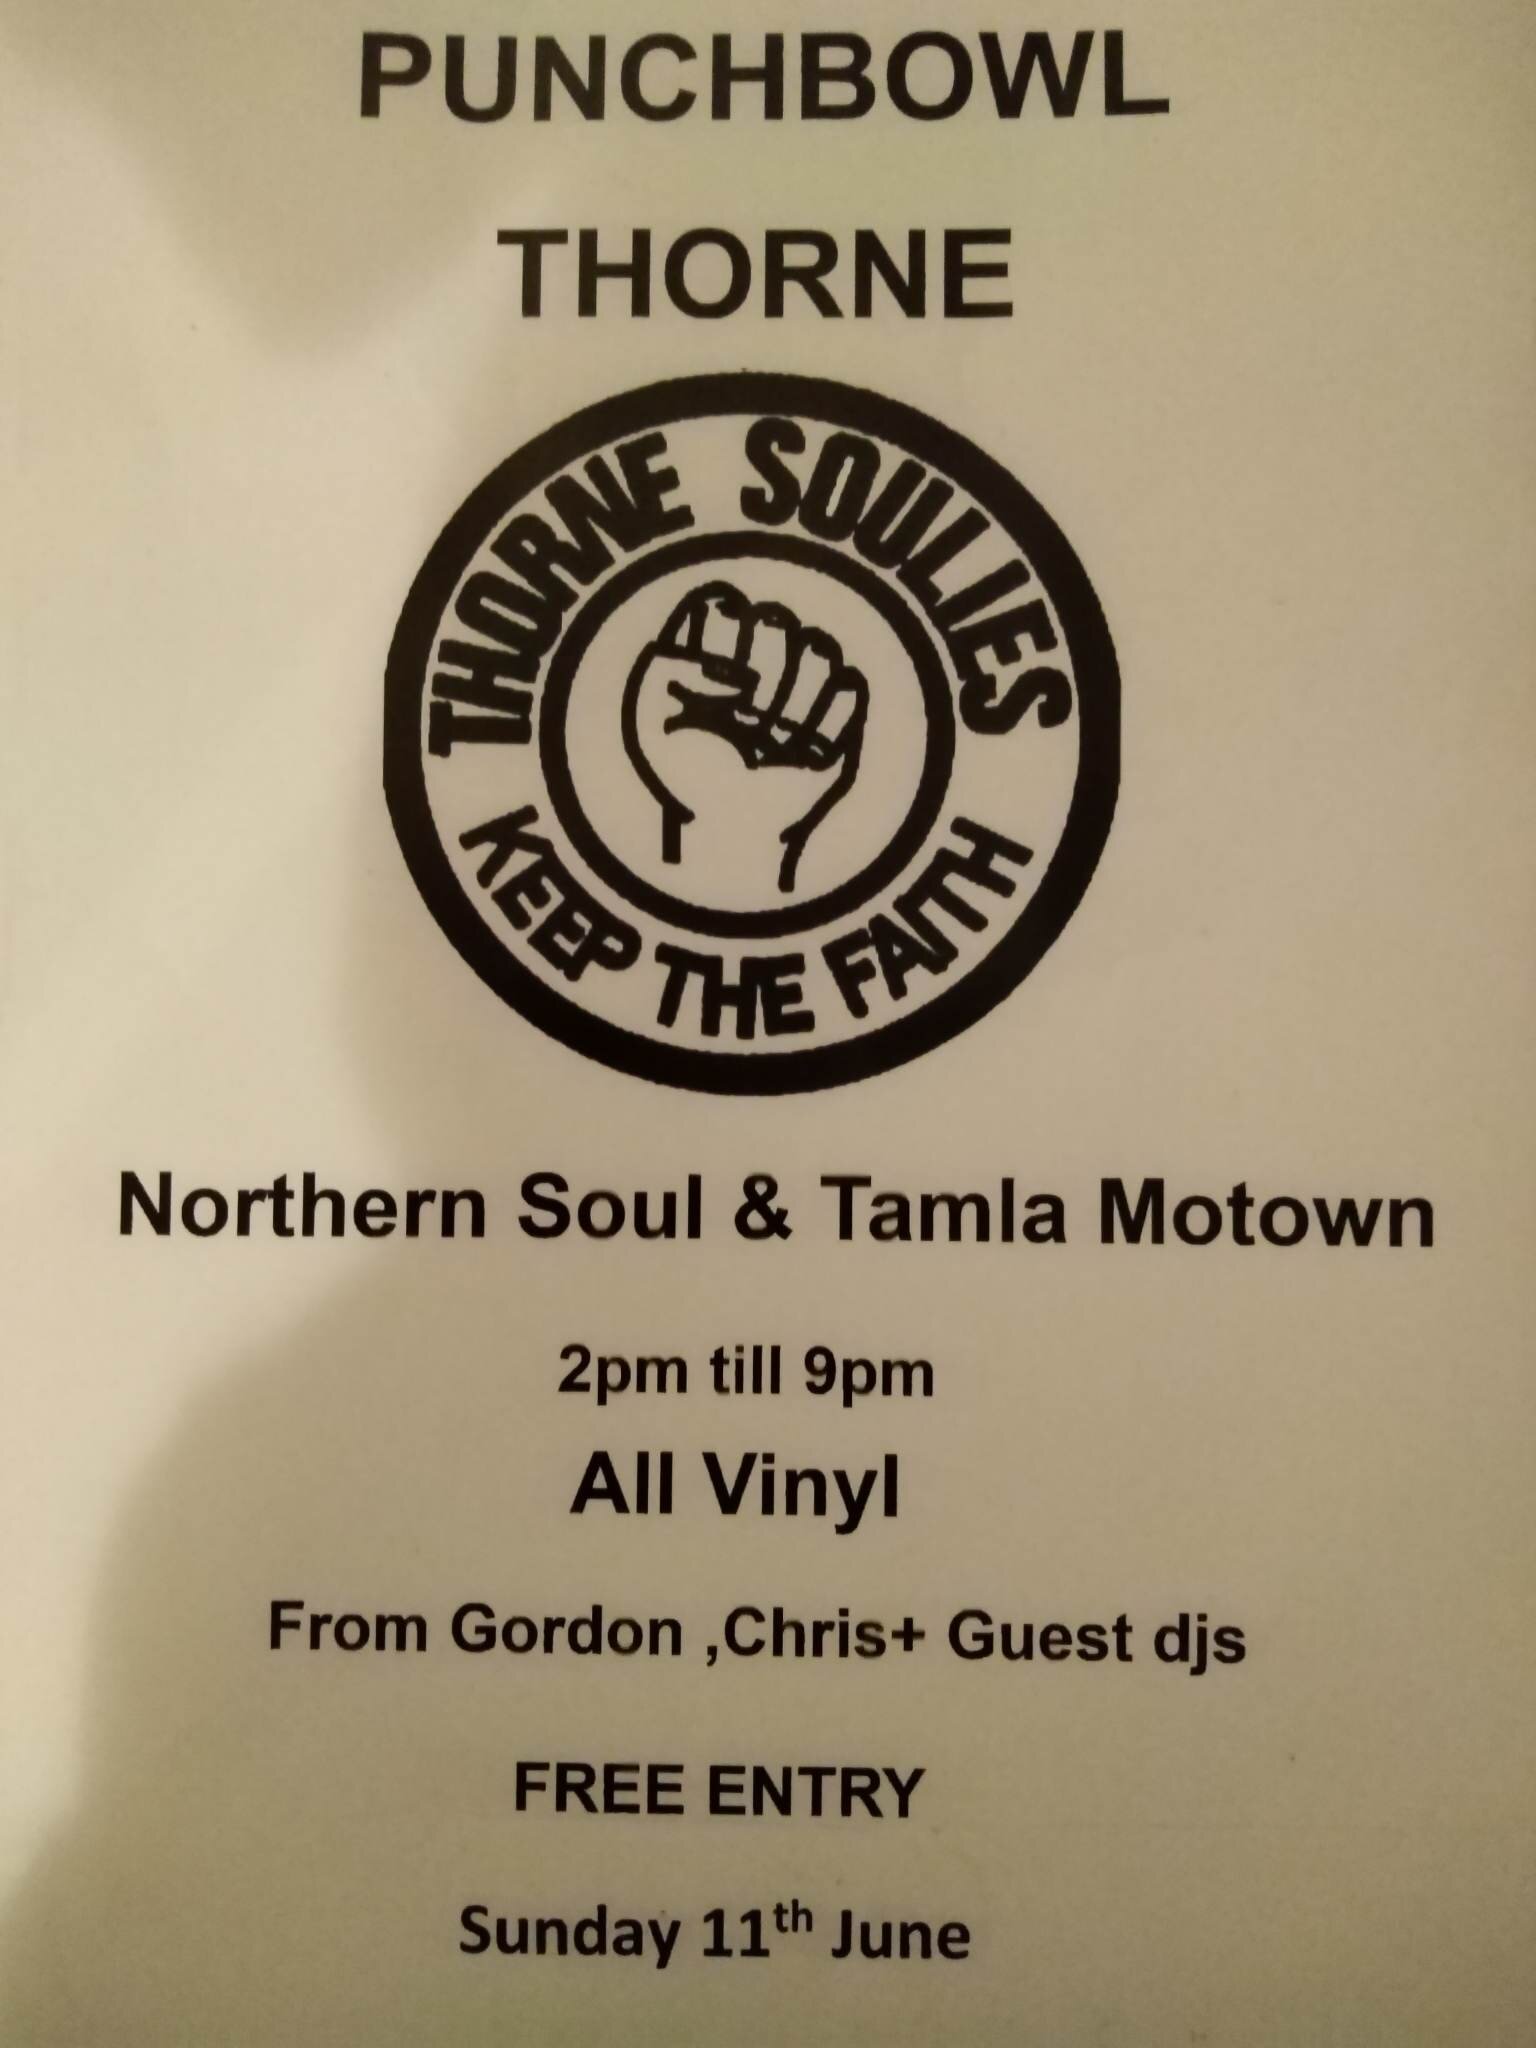 PUNCHBOWL
THORNE
THORNE SOULIES
KEEP THE FAITH
Northern Soul & Tamla Motown
2pm till 9pm
All Vinyl
From Gordon ,Chris+ Guest djs
FREE ENTRY
Sunday 11th June